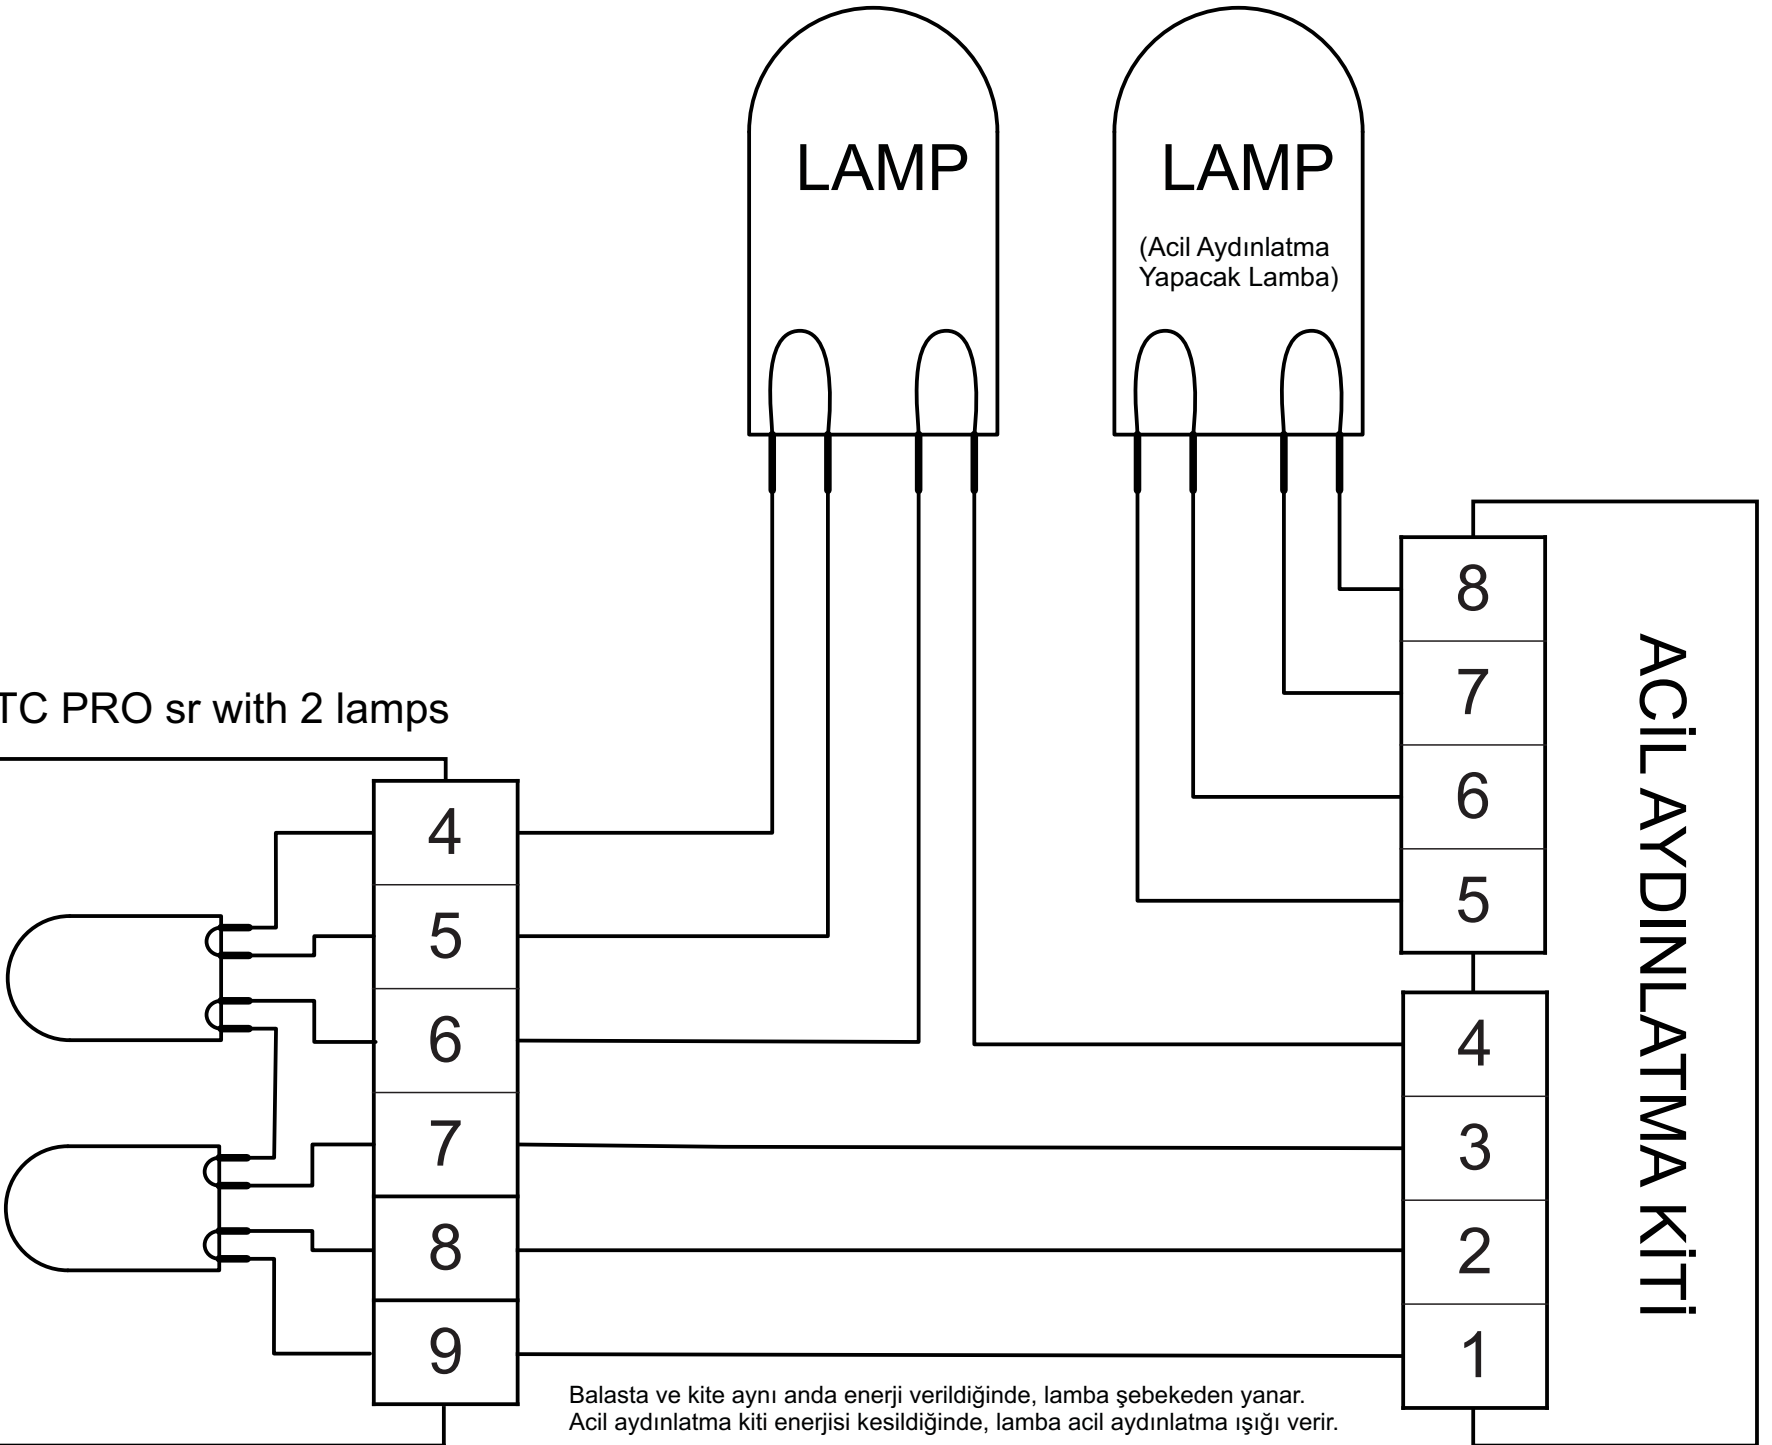 LAMP
LAMP
(Acil Aydınlatma
Yapacak Lamba)
TC PRO sr with 2 lamps
4
5
6
7
8
9
8
7
6
5
4
3
2
1
ACİL AYDINLATMA KİTİ
Balasta ve kite aynı anda enerji verildiğinde, lamba şebekeden yanar.
Acil aydınlatma kiti enerjisi kesildiğinde, lamba acil aydınlatma ışığı verir.